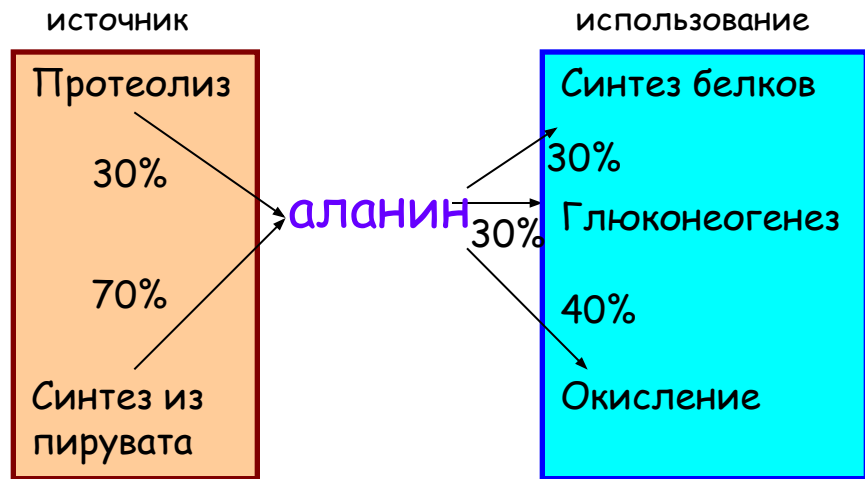 источник
использование
Протеолиз
30%
70%
Синтез из
пирувата
аланин
Синтез белков
30%
30%
Глюконеогенез
40%
Окисление